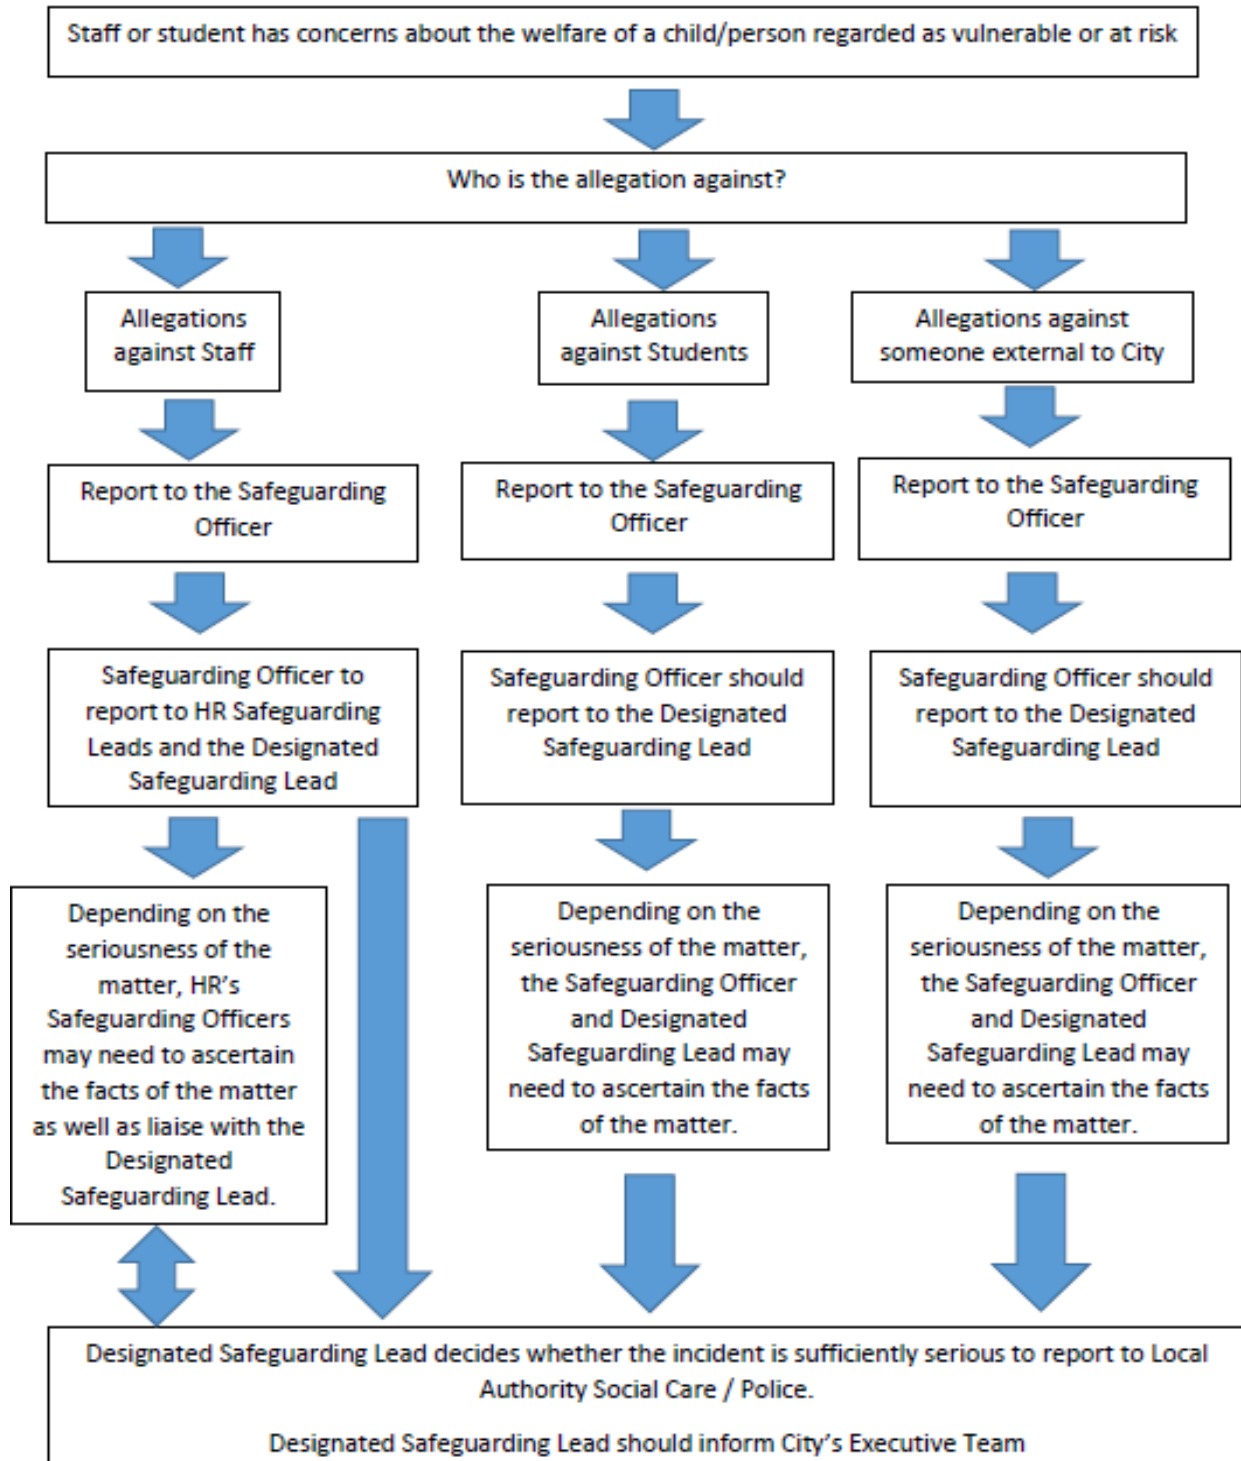 Staff or student has concerns about the welfare of a child/person regarded as vulnerable or at risk
Who is the allegation against?
Allegations
against Staff
Allegations
against Students
Allegations against
someone external to City
Report to the Safeguarding
Officer
Report to the Safeguarding
Officer
Report to the Safeguarding
Officer
Safeguarding Officer to
report to HR Safeguarding
Leads and the Designated
Safeguarding Lead
Safeguarding Officer should
report to the Designated
Safeguarding Lead
Safeguarding Officer should
report to the Designated
Safeguarding Lead
Depending on the
seriousness of the
matter, HR's
Safeguarding Officers
may need to ascertain
the facts of the matter
as well as liaise with the
Designated
Safeguarding Lead.
Depending on the
seriousness of the matter,
the Safeguarding Officer
and Designated
Safeguarding Lead may
need to ascertain the facts
of the matter.
Depending on the
seriousness of the matter,
the Safeguarding Officer
and Designated
Safeguarding Lead may
need to ascertain the facts
of the matter.
Designated Safeguarding Lead decides whether the incident is sufficiently serious to report to Local
Authority Social Care / Police.
Designated Safeguarding Lead should inform City's Executive Team